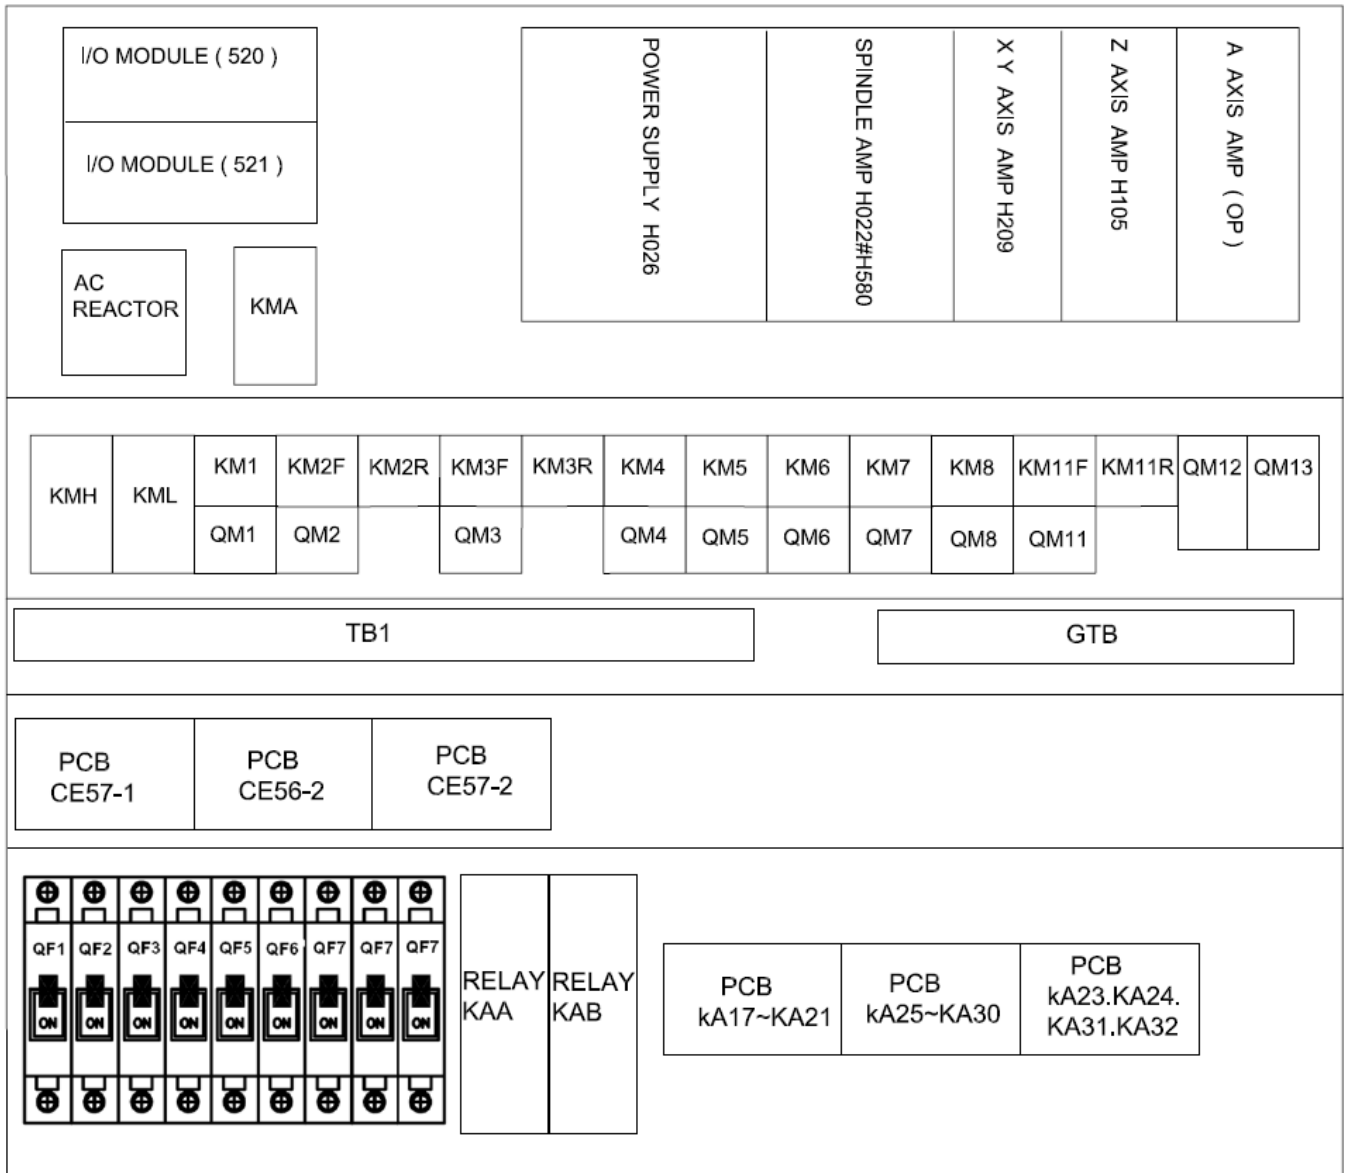 I/O MODULE ( 520 )
I/O MODULE ( 521 )
AC
REACTOR
KMA
POWER SUPPLY H026
SPINDLE AMP H022#H580
X Y AXIS AMP H209
Z AXIS AMP H105
A AXIS AMP ( OP )
KMH
KML
KM1
KM2F
KM2R
KM3F
KM3R
KM4
KM5
KM6
KM7
KM8
KM11F
KM11R
QM12
QM13
QM1
QM2
QM3
QM4
QM5
QM6
QM7
QM8
QM11
TB1
GTB
PCB
CE57-1
PCB
CE56-2
PCB
CE57-2
QF1
QF2
QF3
QF4
QF5
QF6
QF7
QF7
QF7
ON
ON
ON
ON
ON
ON
ON
ON
ON
RELAY
KAA
RELAY
KAB
PCB
kA17~KA21
PCB
kA25~KA30
PCB
kA23.KA24.
KA31.KA32